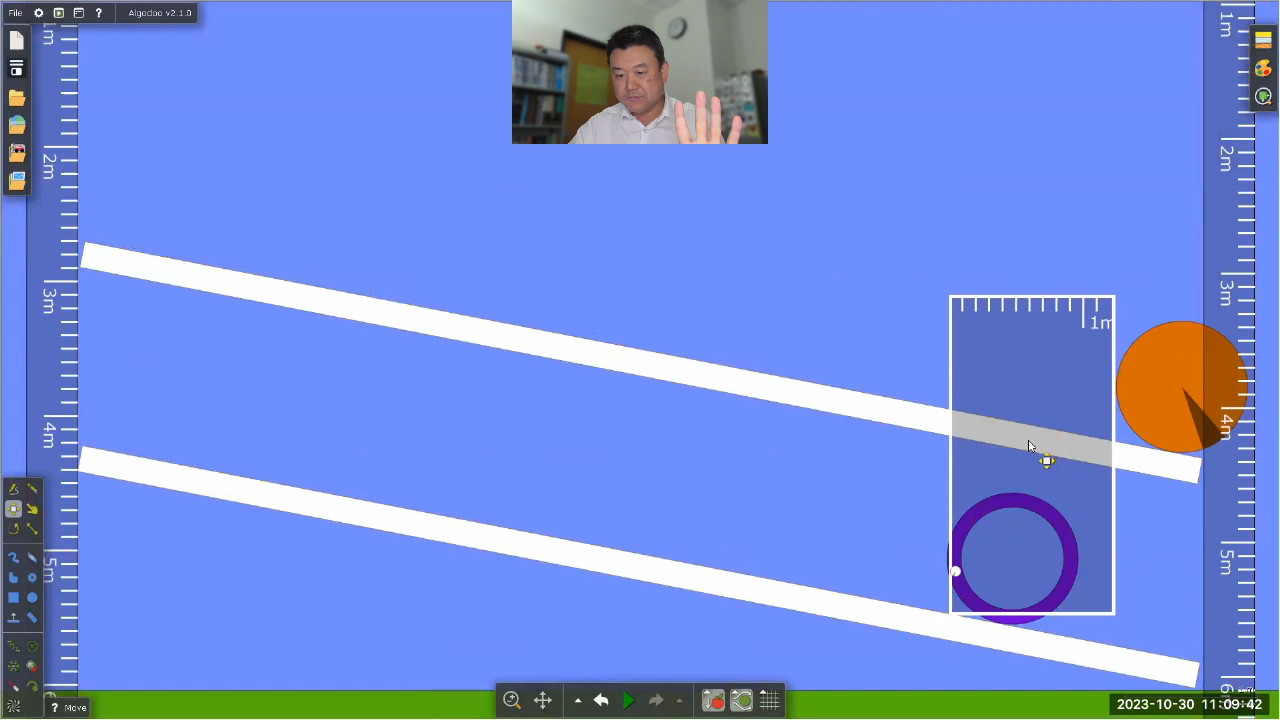 File ? Algodoo v2.1.0
1m
1m
2m
2m
3m
3m
1m
4m
4m
5m
5m
6
? Move
2023-10-30 11:09:42